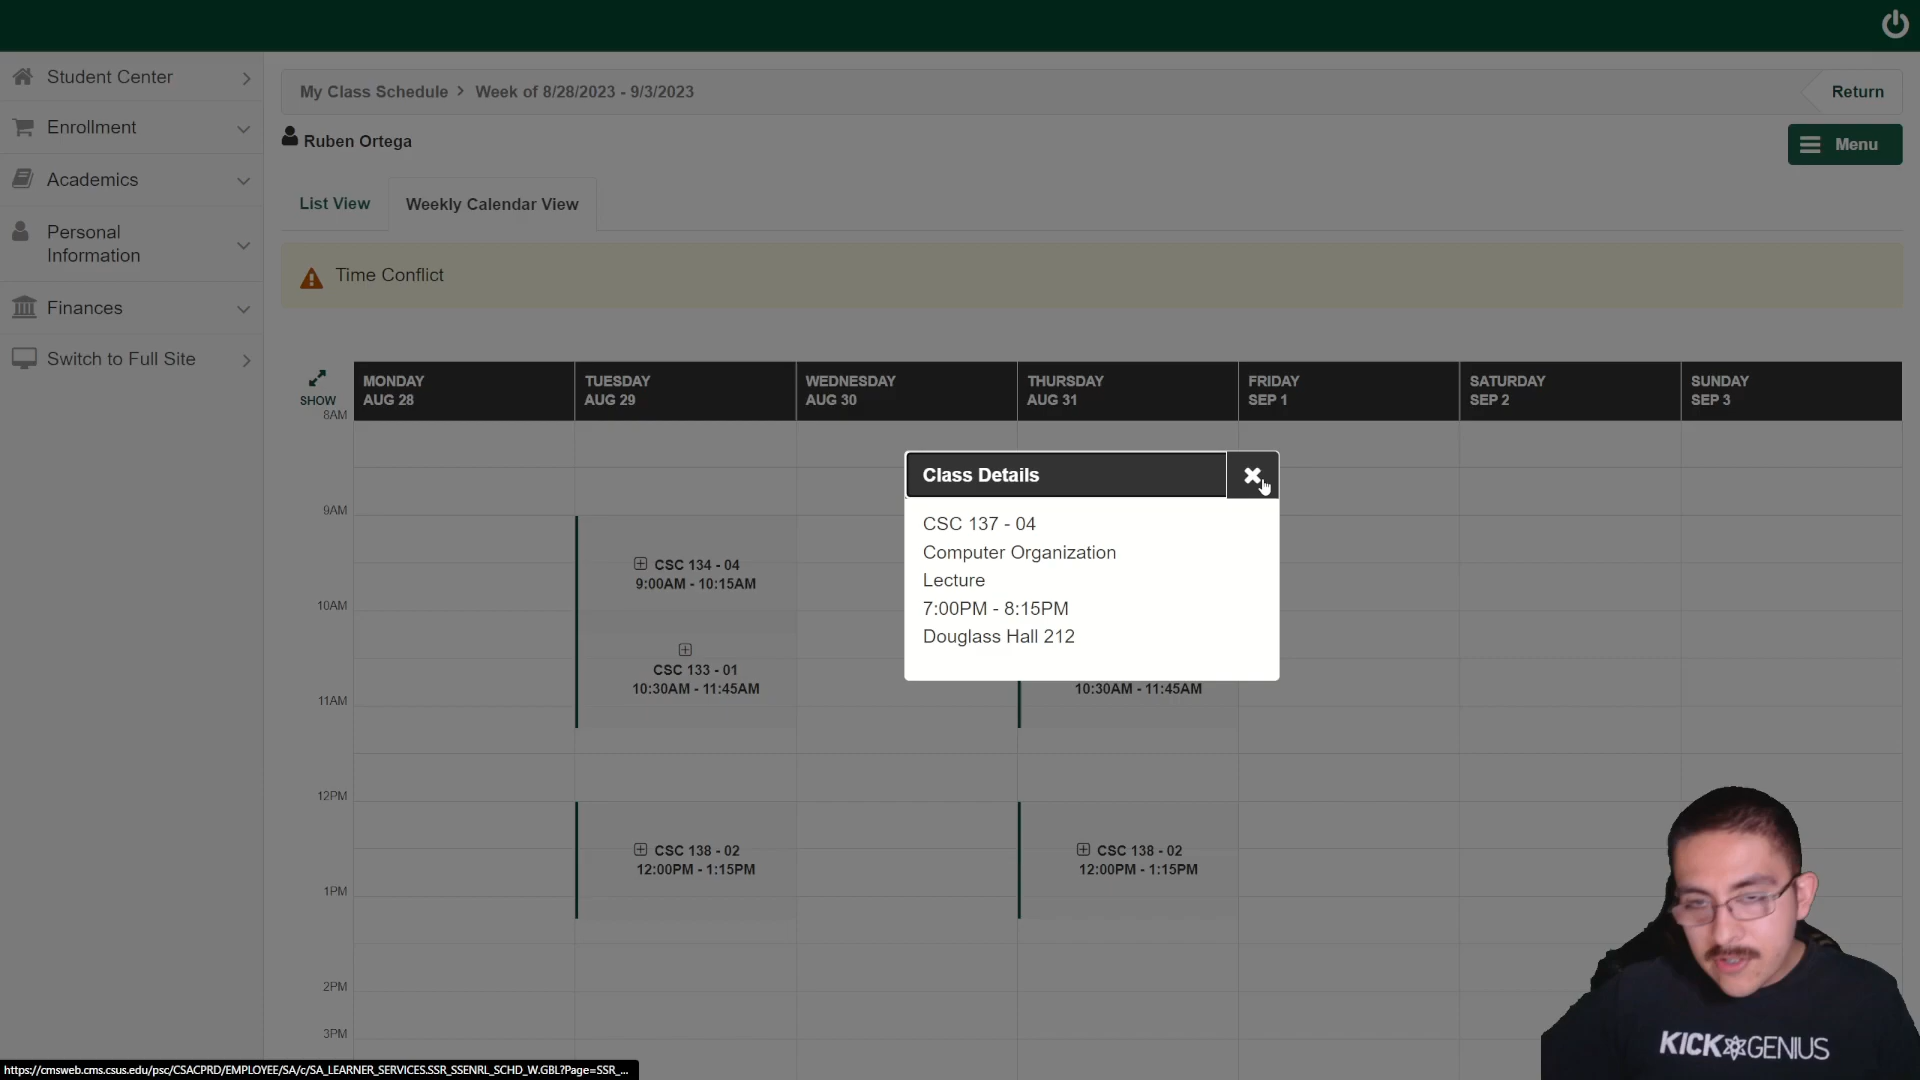 Student Center
Enrollment
Academics
Personal
Information
Finances
Switch to Full Site
My Class Schedule > Week of 8/28/2023 - 9/3/2023
Return
Ruben Ortega
Menu
List View
Weekly Calendar View
Time Conflict
SHOW
MONDAY
AUG 28
TUESDAY
AUG 29
WEDNESDAY
AUG 30
THURSDAY
AUG 31
FRIDAY
SEP 1
SATURDAY
SEP 2
SUNDAY
SEP 3
8AM
9AM
10AM
11AM
12PM
1PM
2PM
3PM
CSC 134 - 04
9:00AM - 10:15AM
CSC 133 - 01
10:30AM - 11:45AM
10:30AM - 11:45AM
CSC 138 - 02
12:00PM - 1:15PM
CSC 138 - 02
12:00PM - 1:15PM
Class Details
CSC 137 - 04
Computer Organization
Lecture
7:00PM - 8:15PM
Douglass Hall 212
KICK GENIUS
https://cmsweb.cms.csus.edu/psc/CSACPRD/EMPLOYEE/SA/c/SA_LEARNER_SERVICES.SSR_SSENRL_SCHD_W.GBL?Page=SSR_...